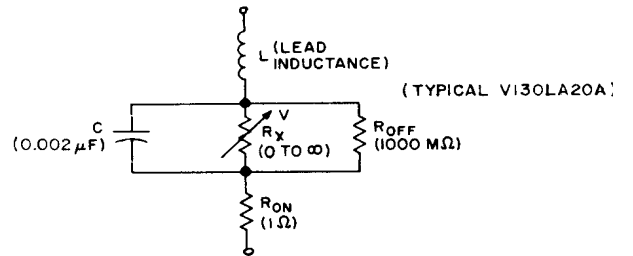 L (LEAD
INDUCTANCE)
(TYPICAL V130LA20A)
C
(0.002 μF)
V
RX
(0 TO ∞)
ROFF
(1000 MΩ)
RON
(1Ω)